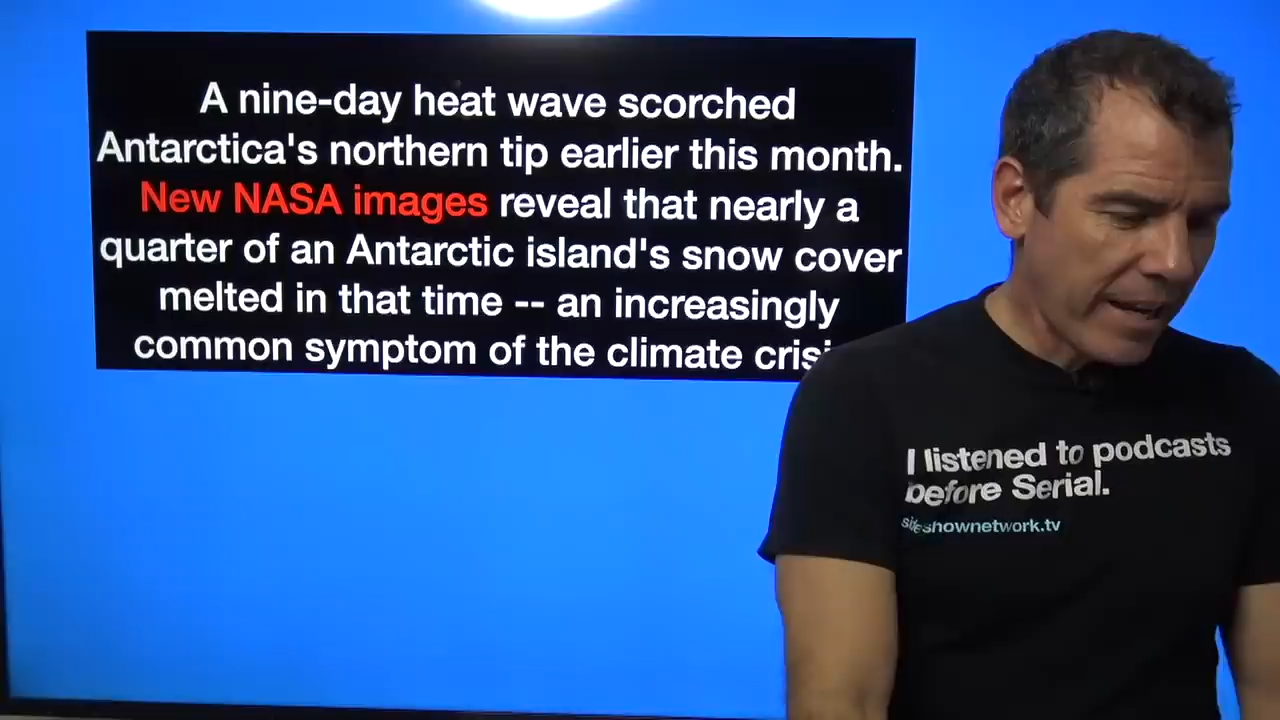 A nine-day heat wave scorched
Antarctica's northern tip earlier this month.
New NASA images reveal that nearly a
quarter of an Antarctic island's snow cover
melted in that time -- an increasingly
common symptom of the climate crisi
I listened to podcasts
before Serial.
sideshownetwork.tv